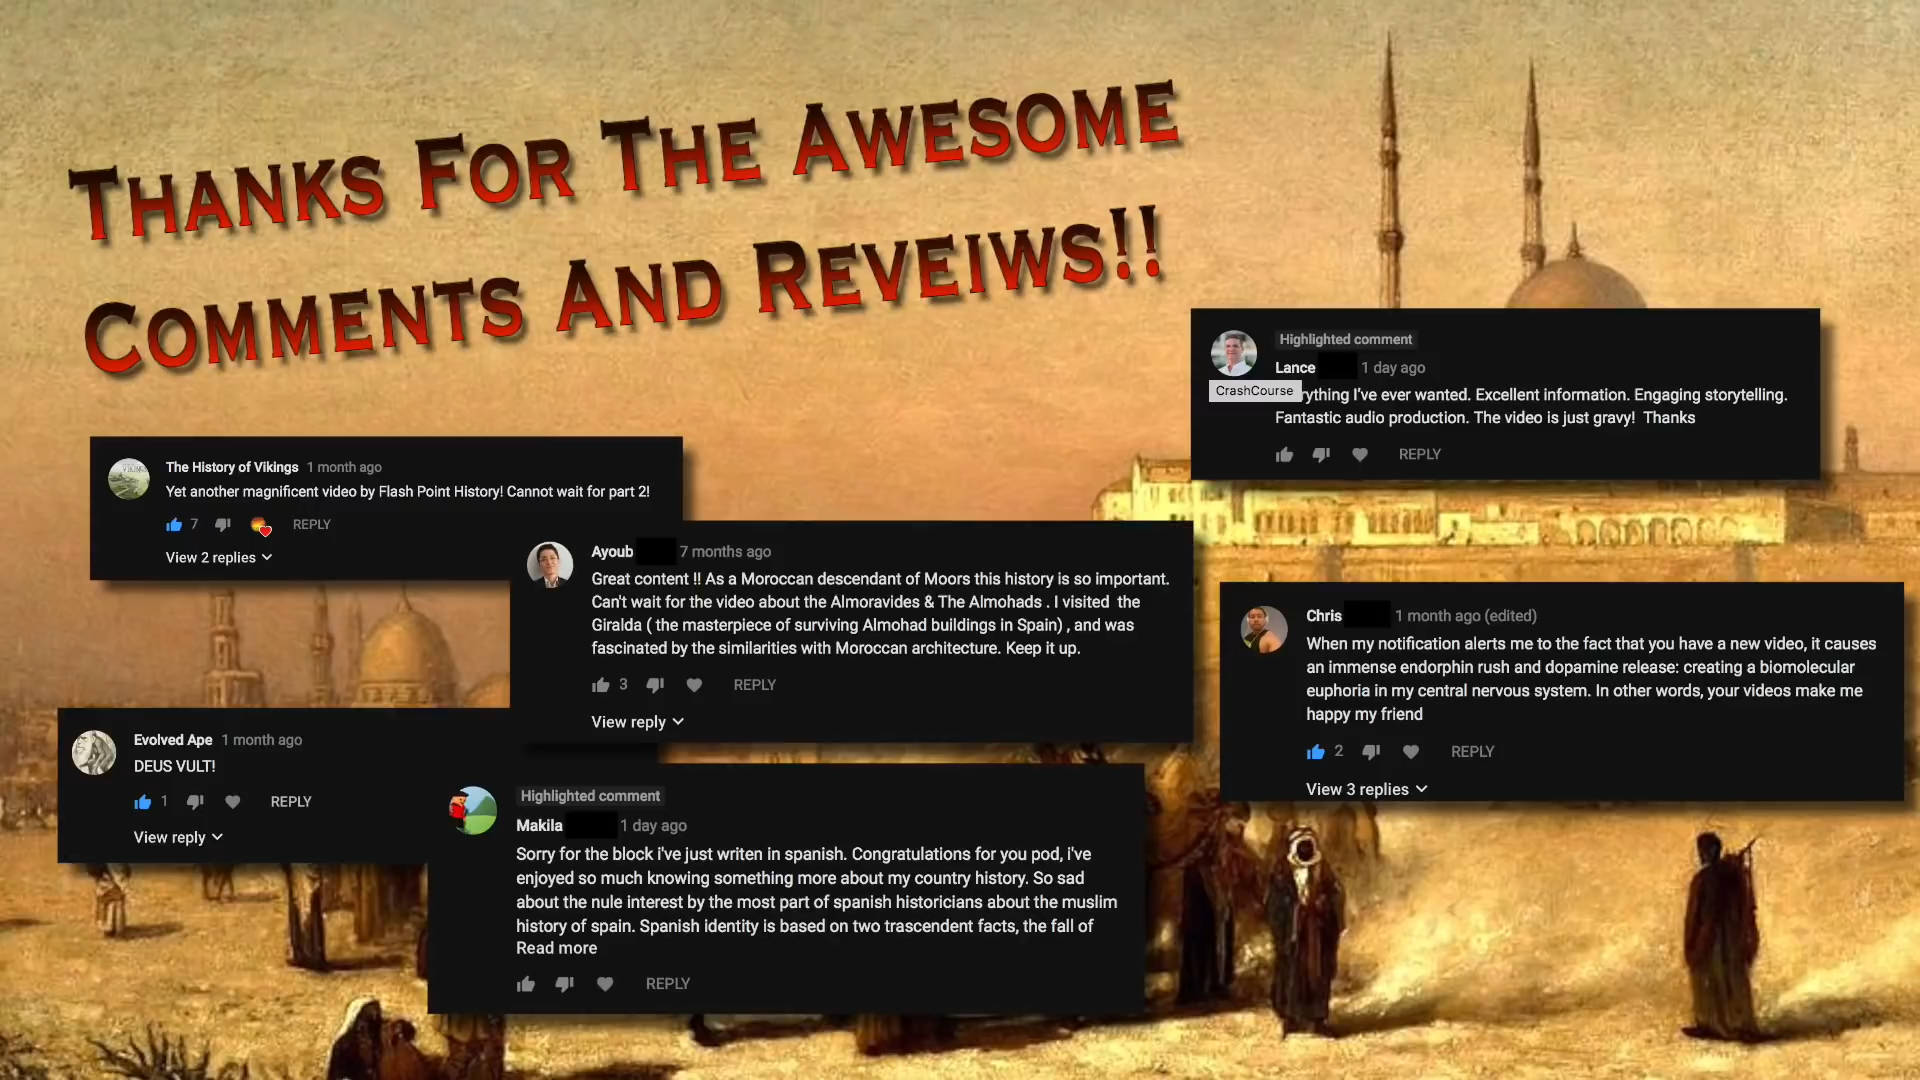 THANKS FOR THE AWESOME
COMMENTS AND REVEIWS!!
Highlighted comment
Lance 1 day ago
CrashCourse
rything I've ever wanted. Excellent information. Engaging storytelling.
Fantastic audio production. The video is just gravy! Thanks
REPLY
The History of Vikings 1 month ago
Yet another magnificent video by Flash Point History! Cannot wait for part 2!
7 REPLY
View 2 replies
Ayoub 7 months ago
Great content !! As a Moroccan descendant of Moors this history is so important.
Can't wait for the video about the Almoravides & The Almohads . I visited the
Giralda ( the masterpiece of surviving Almohad buildings in Spain) , and was
fascinated by the similarities with Moroccan architecture. Keep it up.
3 REPLY
View reply
Chris 1 month ago (edited)
When my notification alerts me to the fact that you have a new video, it causes
an immense endorphin rush and dopamine release: creating a biomolecular
euphoria in my central nervous system. In other words, your videos make me
happy my friend
2 REPLY
View 3 replies
Evolved Ape 1 month ago
DEUS VULT!
1 REPLY
View reply
Highlighted comment
Makila 1 day ago
Sorry for the block i've just writen in spanish. Congratulations for you pod, i've
enjoyed so much knowing something more about my country history. So sad
about the nule interest by the most part of spanish historicians about the muslim
history of spain. Spanish identity is based on two trascendent facts, the fall of
Read more
REPLY